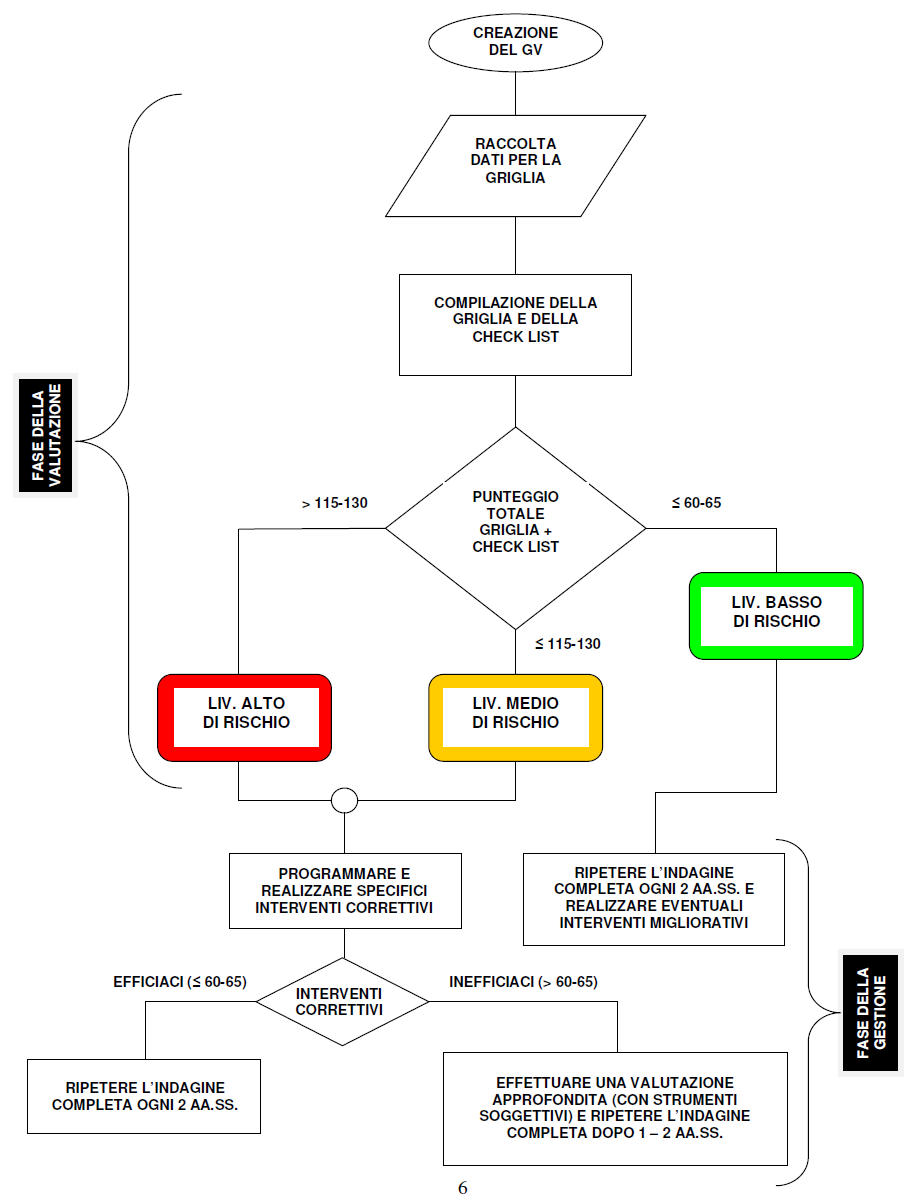 CREAZIONE
DEL GV
RACCOLTA
DATI PER LA
GRIGLIA
COMPILAZIONE DELLA
GRIGLIA E DELLA
CHECK LIST
FASE DELLA
VALUTAZIONE
> 115-130
PUNTEGGIO
TOTALE
GRIGLIA +
CHECK LIST
≤ 60-65
LIV. BASSO
DI RISCHIO
≤ 115-130
LIV. ALTO
DI RISCHIO
LIV. MEDIO
DI RISCHIO
PROGRAMMARE E
REALIZZARE SPECIFICI
INTERVENTI CORRETTIVI
RIPETERE L’INDAGINE
COMPLETA OGNI 2 AA.SS. E
REALIZZARE EVENTUALI
INTERVENTI MIGLIORATIVI
EFFICIACI (≤ 60-65)
INTERVENTI
CORRETTIVI
INEFFICIACI (> 60-65)
FASE DELLA
GESTIONE
RIPETERE L’INDAGINE
COMPLETA OGNI 2 AA.SS.
EFFETTUARE UNA VALUTAZIONE
APPROFONDITA (CON STRUMENTI
SOGGETTIVI) E RIPETERE L’INDAGINE
COMPLETA DOPO 1 – 2 AA.SS.
6